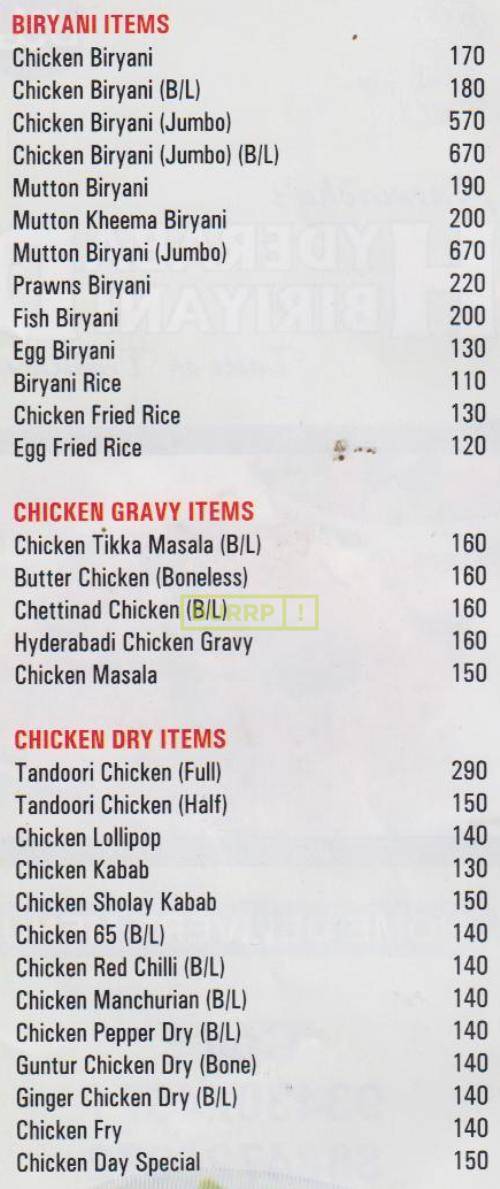 BIRYANI ITEMS
Chicken Biryani 170
Chicken Biryani (B/L) 180
Chicken Biryani (Jumbo) 570
Chicken Biryani (Jumbo) (B/L) 670
Mutton Biryani 190
Mutton Kheema Biryani 200
Mutton Biryani (Jumbo) 670
Prawns Biryani 220
Fish Biryani 200
Egg Biryani 130
Biryani Rice 110
Chicken Fried Rice 130
Egg Fried Rice 120
CHICKEN GRAVY ITEMS
Chicken Tikka Masala (B/L) 160
Butter Chicken (Boneless) 160
Chettinad Chicken (B/L) 160
BURRP!
Hyderabadi Chicken Gravy 160
Chicken Masala 150
CHICKEN DRY ITEMS
Tandoori Chicken (Full) 290
Tandoori Chicken (Half) 150
Chicken Lollipop 140
Chicken Kabab 130
Chicken Sholay Kabab 150
Chicken 65 (B/L) 140
Chicken Red Chilli (B/L) 140
Chicken Manchurian (B/L) 140
Chicken Pepper Dry (B/L) 140
Guntur Chicken Dry (Bone) 140
Ginger Chicken Dry (B/L) 140
Chicken Fry 140
Chicken Day Special 150